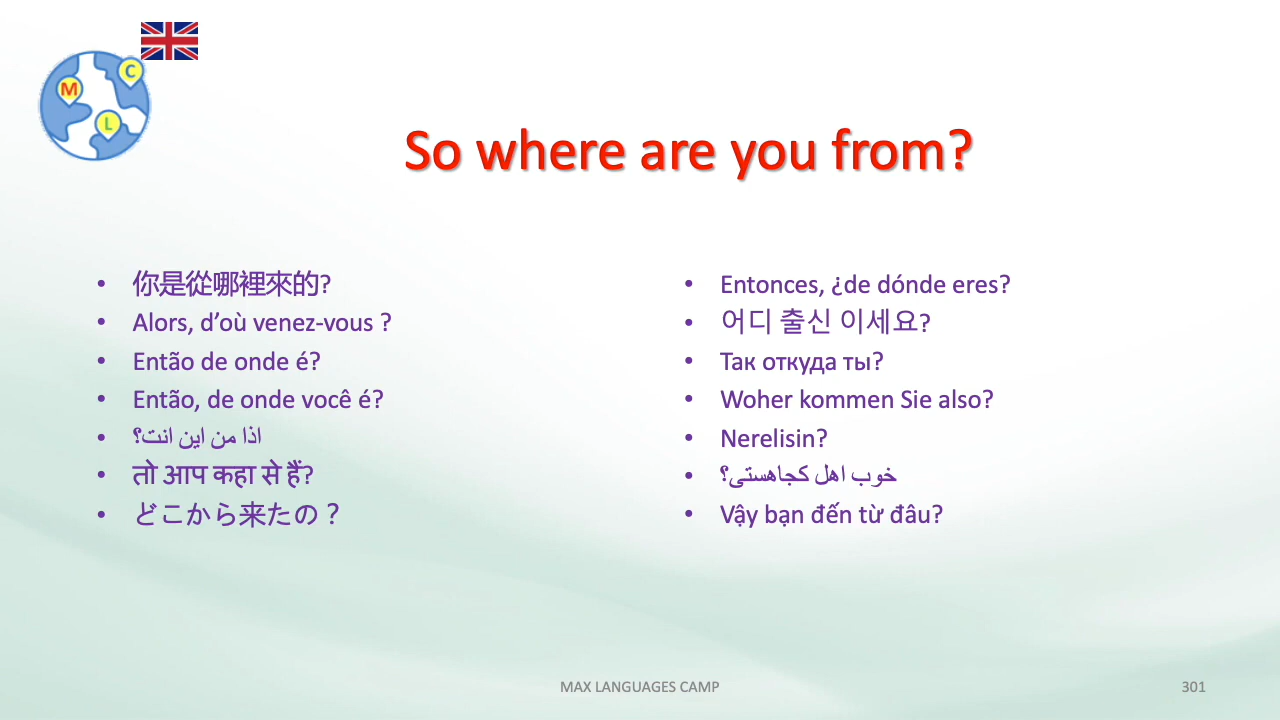 M
C
L
So where are you from?
你是從哪裡來的?
Alors, d’où venez-vous ?
Então de onde é?
Então, de onde você é?
اذا من اين انت؟
तो आप कहा से हैं?
どこから来たの？
Entonces, ¿de dónde eres?
어디 출신 이세요?
Так откуда ты?
Woher kommen Sie also?
Nerelisin?
خوب اهل کجاهستی؟
Vậy bạn đến từ đâu?
MAX LANGUAGES CAMP
301